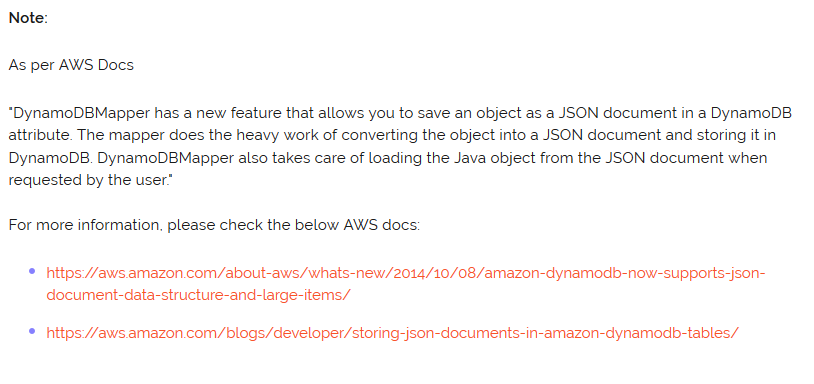 Note:
As per AWS Docs
"DynamoDBMapper has a new feature that allows you to save an object as a JSON document in a DynamoDB
attribute. The mapper does the heavy work of converting the object into a JSON document and storing it in
DynamoDB. DynamoDBMapper also takes care of loading the Java object from the JSON document when
requested by the user."
For more information, please check the below AWS docs:
https://aws.amazon.com/about-aws/whats-new/2014/10/08/amazon-dynamodb-now-supports-json-
document-data-structure-and-large-items/
https://aws.amazon.com/blogs/developer/storing-json-documents-in-amazon-dynamodb-tables/